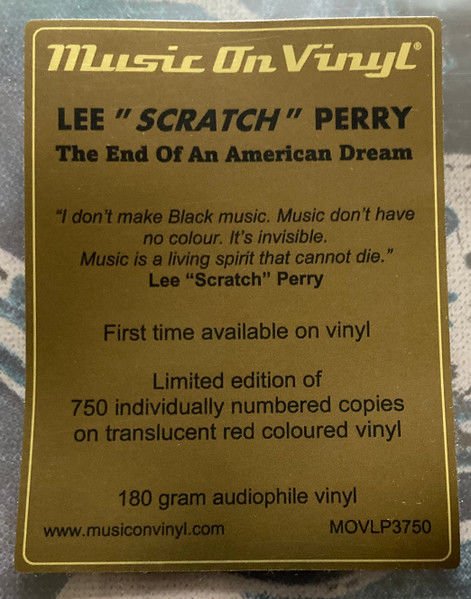 Music On Vinyl®
LEE "SCRATCH" PERRY
The End Of An American Dream
“I don’t make Black music. Music don’t have
no colour. It’s invisible.
Music is a living spirit that cannot die.”
Lee “Scratch” Perry
First time available on vinyl
Limited edition of
750 individually numbered copies
on translucent red coloured vinyl
180 gram audiophile vinyl
www.musiconvinyl.com MOVLP3750